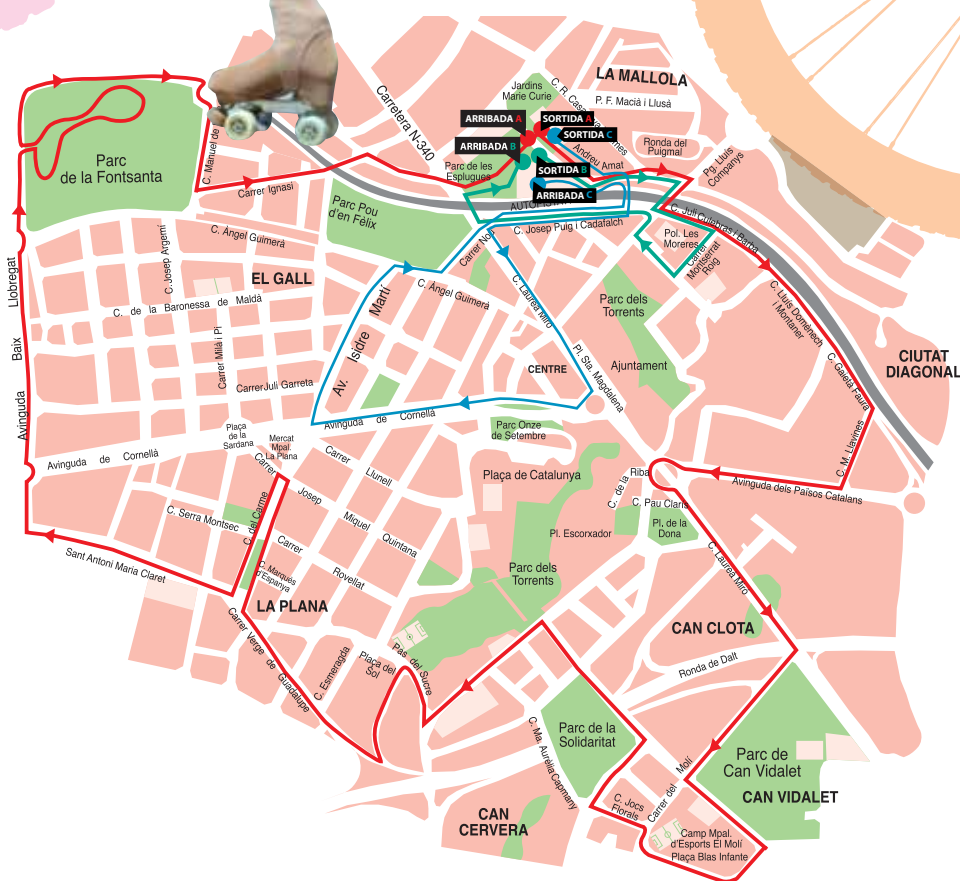 LA MALLOLA
Jardins
Marie Curie
P. F. Macià i Llusà
Carretera N-340
ARRIBADA A
SORTIDA A
SORTIDA C
ARRIBADA B
Andreu Amat
Ronda del
Puigmal
Pg. Lluís
Companys
Parc de les
Esplugues
SORTIDA B
ARRIBADA C
Parc
de la Fontsanta
C. Manuel de
Carrer Ignasi
Parc Pou
d'en Fèlix
C. Josep Puig i Cadafalch
C. Juli Culebras i Barba
Pol. Les
Moreres
Carrer
Montserrat
Roig
C. Àngel Guimerà
C. Josep Argemí
EL GALL
C. de la Baronessa de Maldà
Carrer Milà i Pi
Carrer Juli Garreta
Av. Isidre Martí
C. Àngel Guimerà
C. Laureà Miró
Parc dels
Torrents
C. Lluís Domènech
i Montaner
C. Gaietà Faura
CIUTAT
DIAGONAL
CENTRE
Pl. Sta. Magdalena
Ajuntament
Avinguda Baix Llobregat
Avinguda de Cornellà
Plaça
de la
Sardana
Mercat
Mpal.
La Plana
Avinguda de Cornellà
Parc Onze
de Setembre
C. M. Llavines
Carrer Llunell
Carrer Josep Miquel Quintana
Plaça de Catalunya
C. de la Riba
Avinguda dels Països Catalans
C. Pau Claris
C. Serra Montsec
C. del Carme
Pl. Escorxador
Pl. de la
Dona
Carrer Rovellat
C. Marquès
d'Espanya
Sant Antoni Maria Claret
Parc dels
Torrents
C. Laureà Miró
LA PLANA
CAN CLOTA
Carrer Verge de Guadalupe
C. Esmeragda
Plaça del
Sol
Pas. del Sucre
Ronda de Dalt
Parc de la
Solidaritat
C. Ma. Aurèlia Capmany
Parc de
Can Vidalet
CAN VIDALET
Carrer del Molí
C. Jocs
Florals
CAN
CERVERA
Camp Mpal.
d'Esports El Molí
Plaça Blas Infante